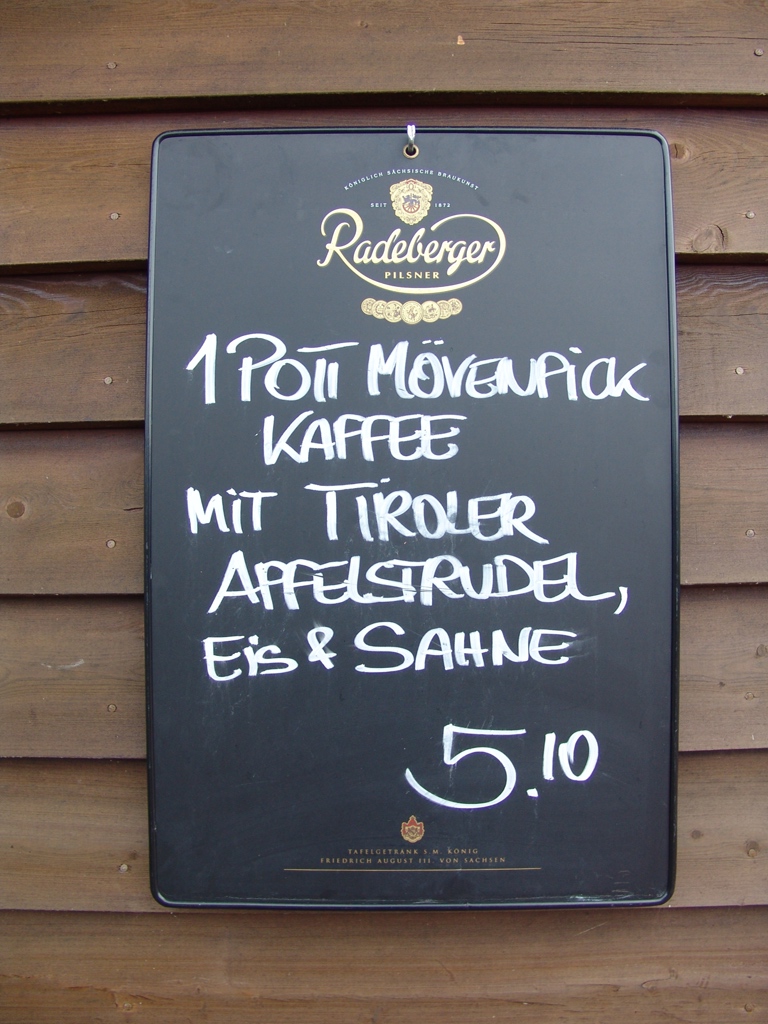 KÖNIGLICH SÄCHSISCHE BRAUKUNST
SEIT 1872
Radeberger
PILSNER
1 POTT MÖVENPICK
KAFFEE
MIT TIROLER
APFELSTRUDEL,
EIS & SAHNE
5.10
TAFELGETRÄNK S.M. KÖNIG
FRIEDRICH AUGUST III. VON SACHSEN